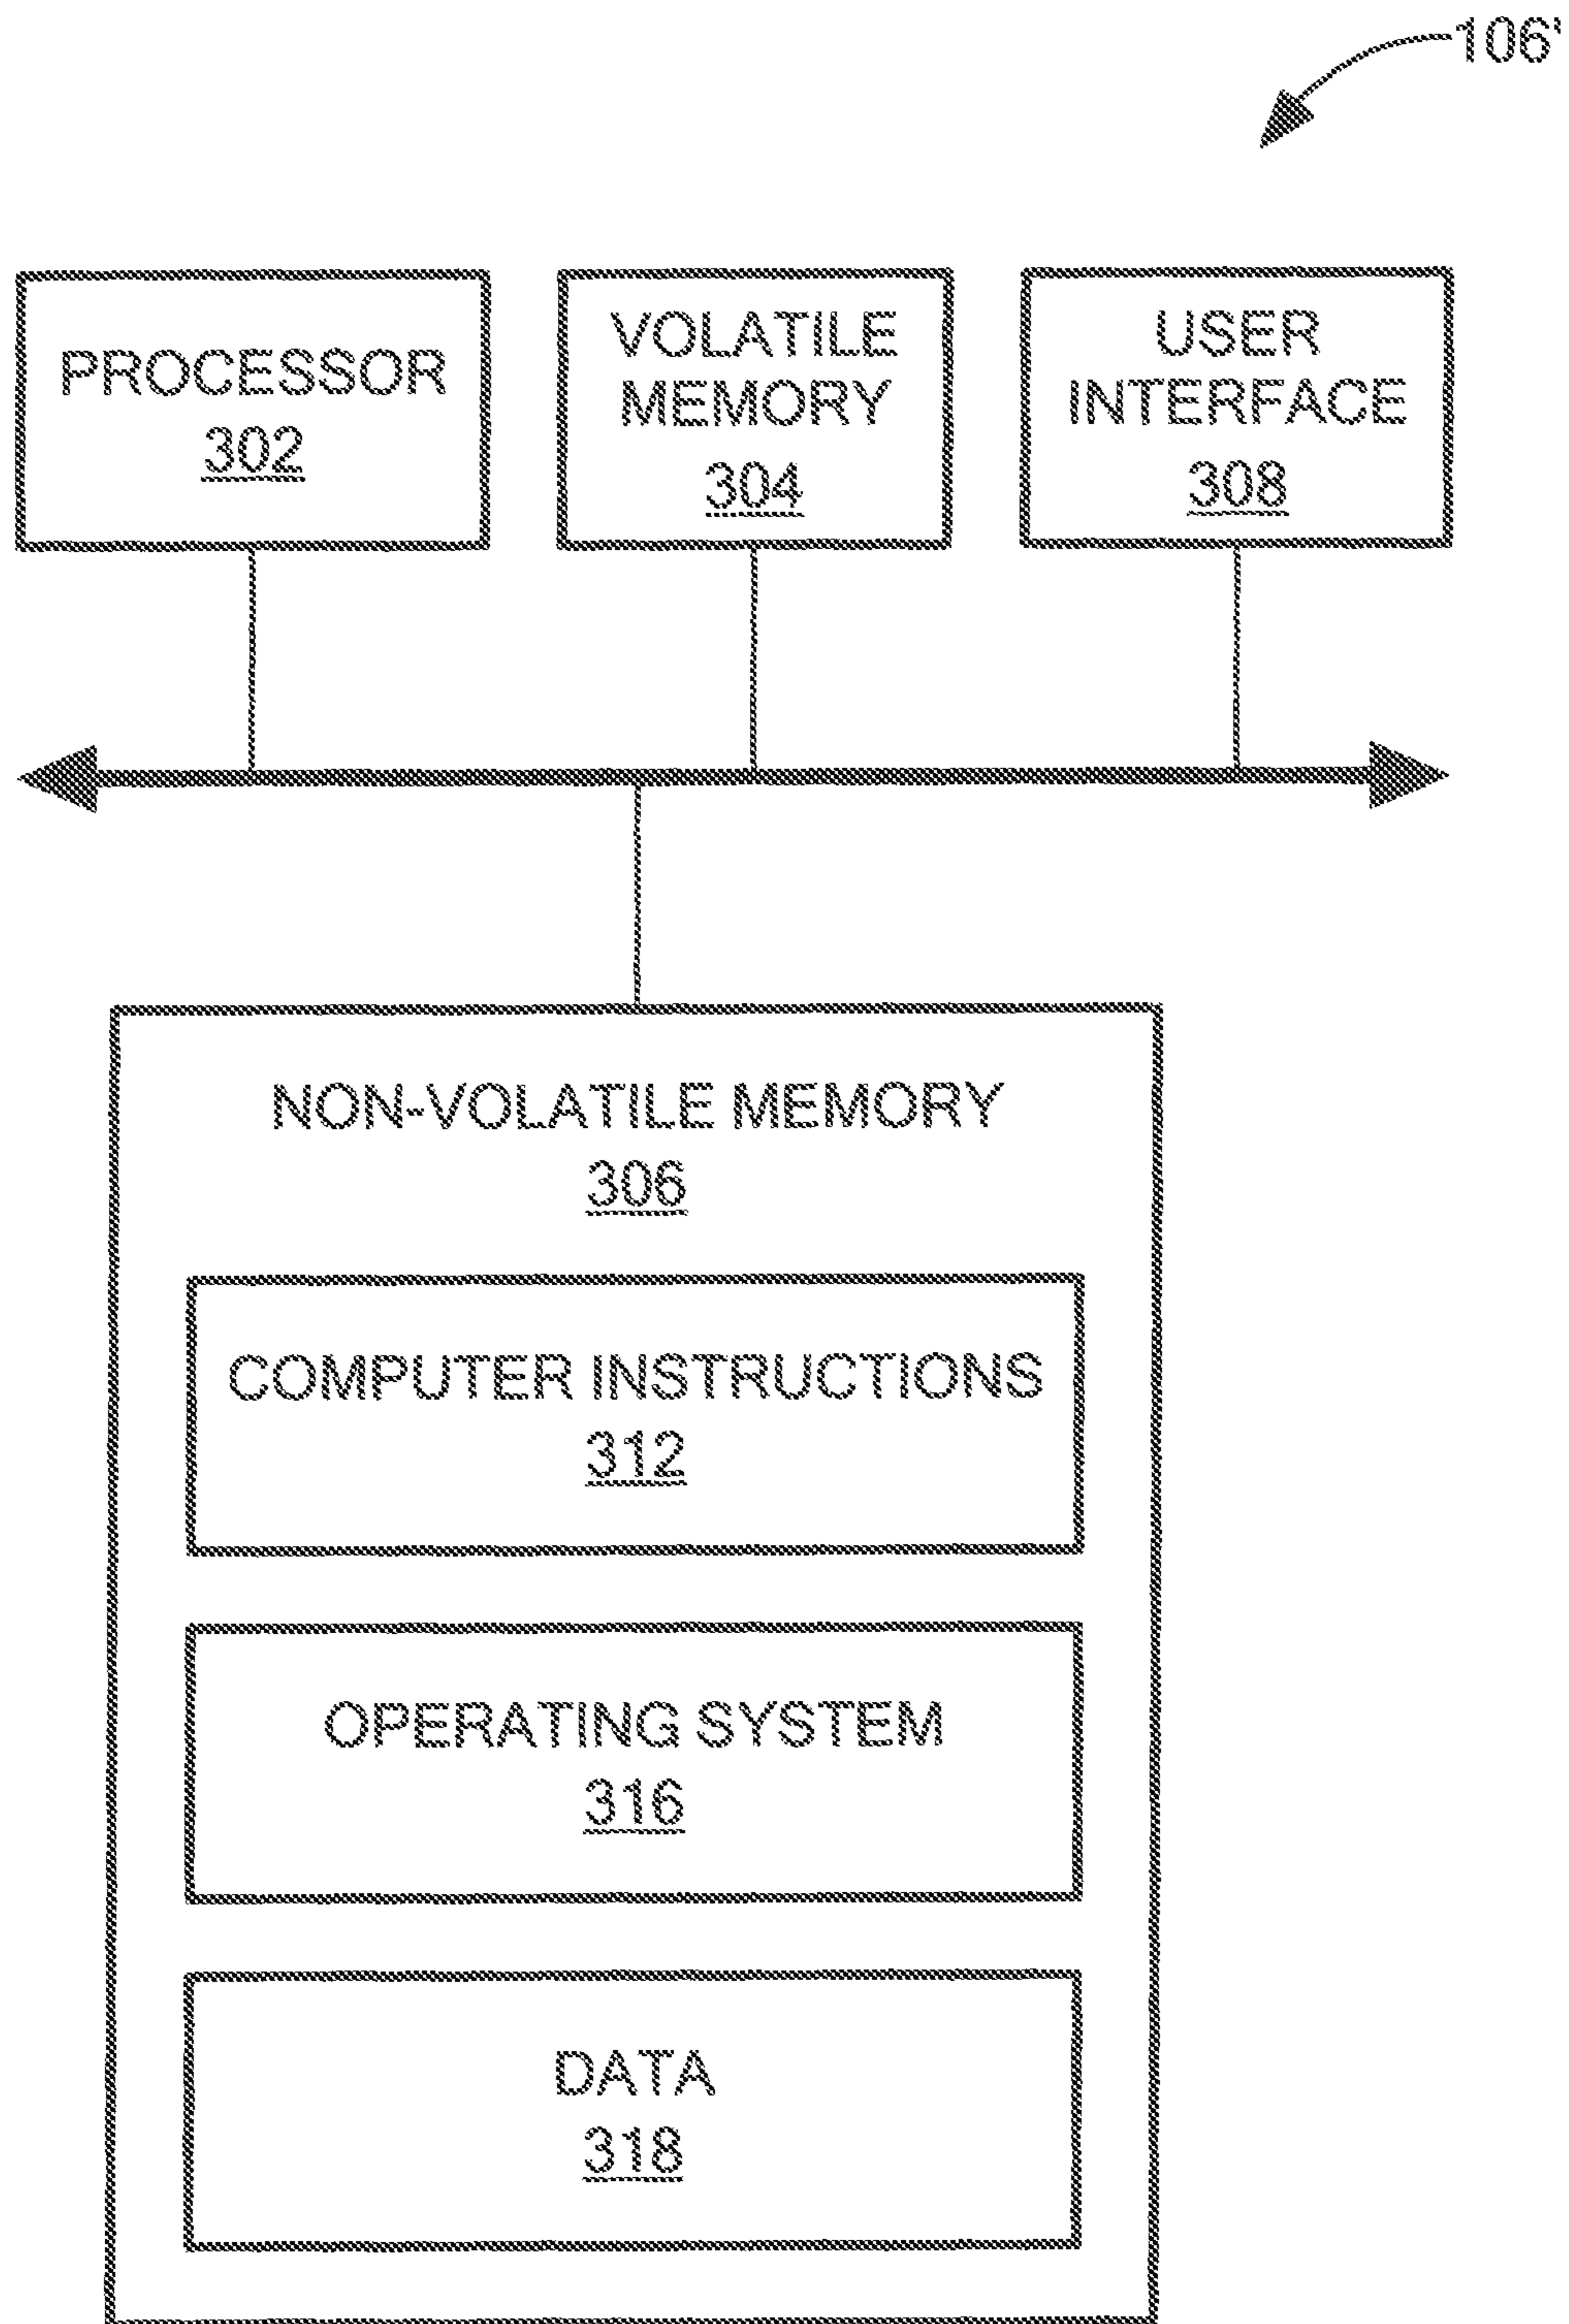 106'
PROCESSOR
302
VOLATILE
MEMORY
304
USER
INTERFACE
308
NON-VOLATILE MEMORY
306
COMPUTER INSTRUCTIONS
312
OPERATING SYSTEM
316
DATA
318